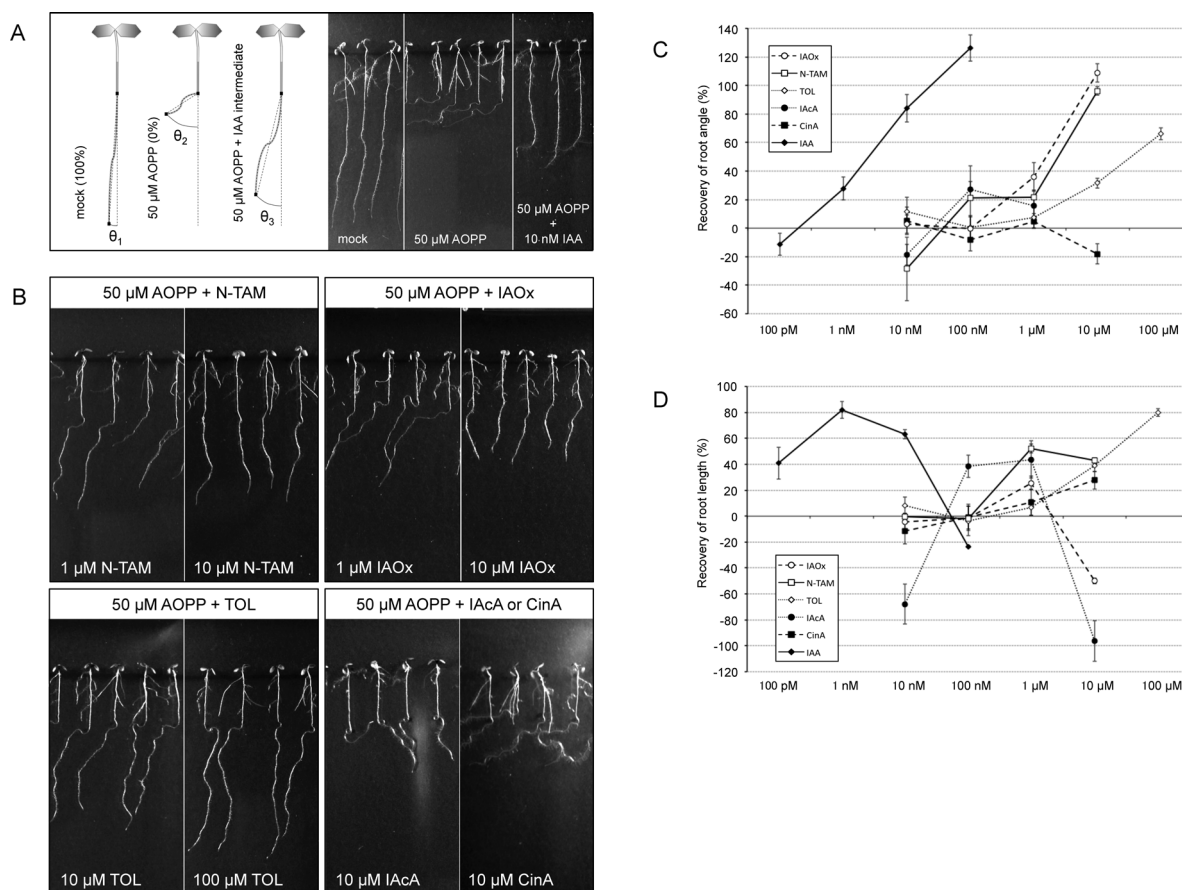 A
mock (100%)
θ1
50 µM AOPP (0%)
θ2
50 µM AOPP + IAA intermediate
θ3
mock
50 µM AOPP
50 µM AOPP
+
10 nM IAA
B
50 µM AOPP + N-TAM
50 µM AOPP + IAOx
1 µM N-TAM
10 µM N-TAM
1 µM IAOx
10 µM IAOx
50 µM AOPP + TOL
50 µM AOPP + IAcA or CinA
10 µM TOL
100 µM TOL
10 µM IAcA
10 µM CinA
C
Recovery of root angle (%)
140
120
100
80
60
40
20
0
-20
-40
-60
IAOx
N-TAM
TOL
IAcA
CinA
IAA
100 pM
1 nM
10 nM
100 nM
1 µM
10 µM
100 µM
D
Recovery of root length (%)
100
80
60
40
20
0
-20
-40
-60
-80
-100
-120
IAOx
N-TAM
TOL
IAcA
CinA
IAA
100 pM
1 nM
10 nM
100 nM
1 µM
10 µM
100 µM